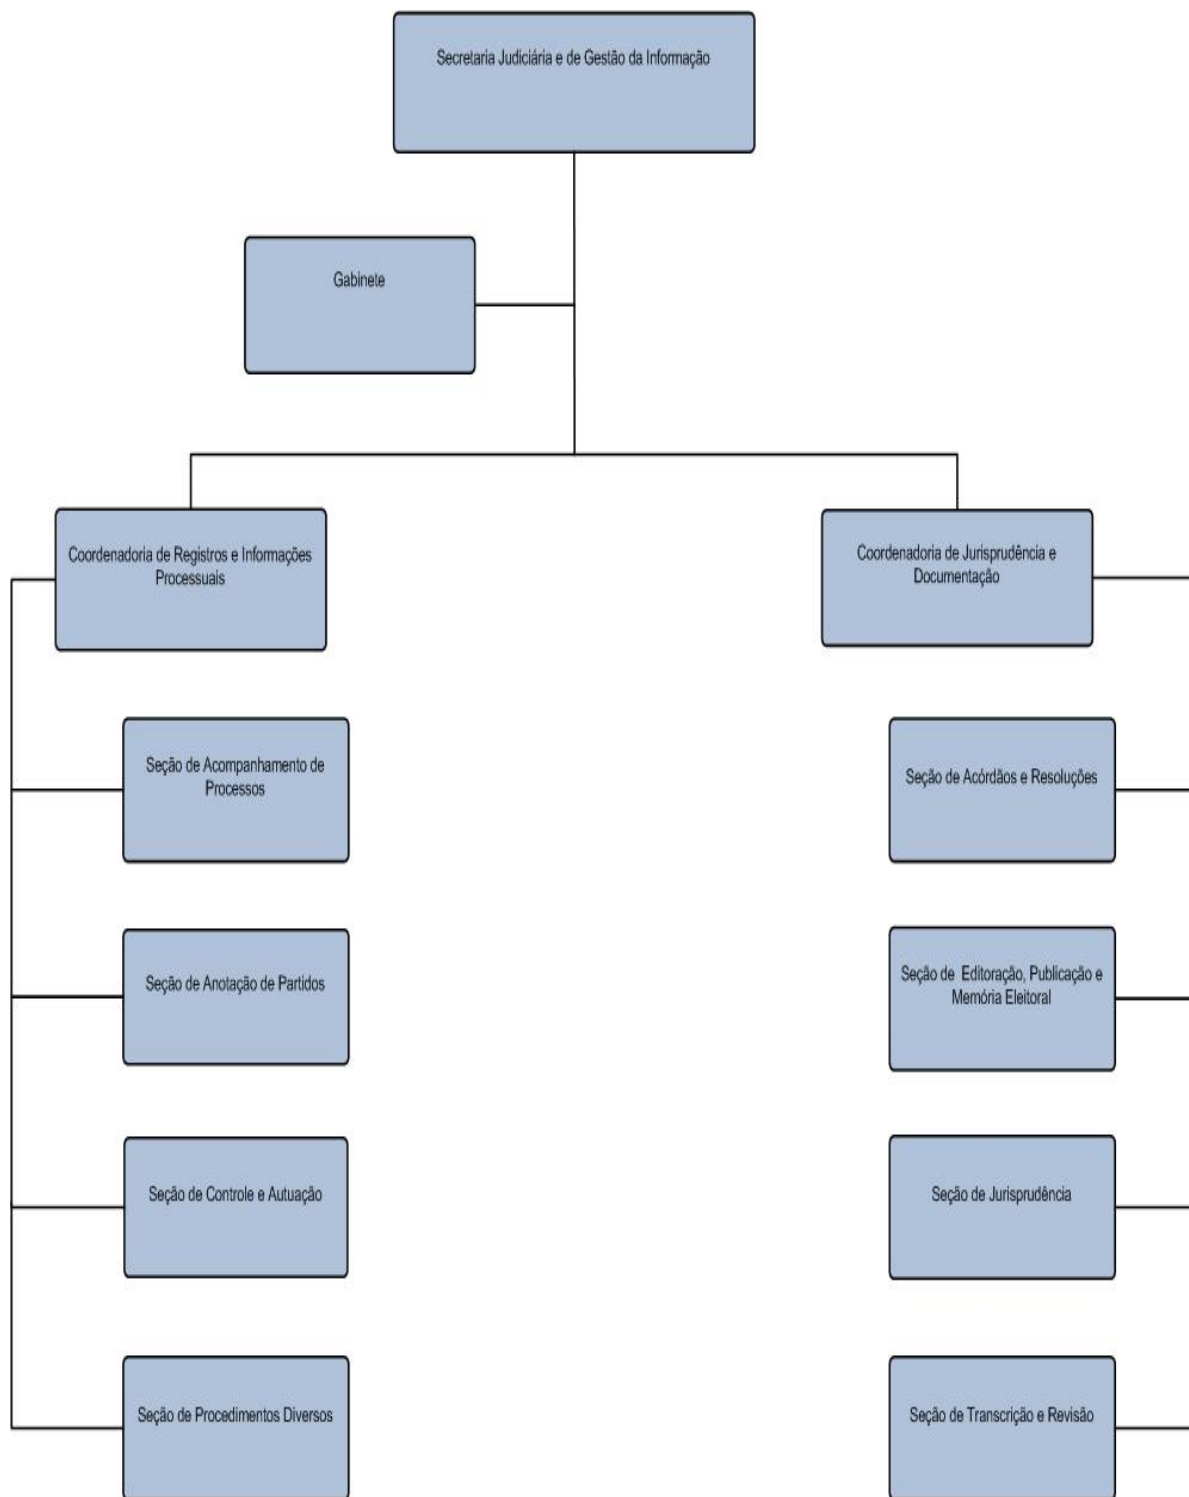 Secretaria Judiciária e de Gestão da Informação
Gabinete
Coordenadoria de Registros e Informações
Processuais
Coordenadoria de Jurisprudência e
Documentação
Seção de Acompanhamento de
Processos
Seção de Acórdãos e Resoluções
Seção de Anotação de Partidos
Seção de Editoração, Publicação e
Memória Eleitoral
Seção de Controle e Autuação
Seção de Jurisprudência
Seção de Procedimentos Diversos
Seção de Transcrição e Revisão